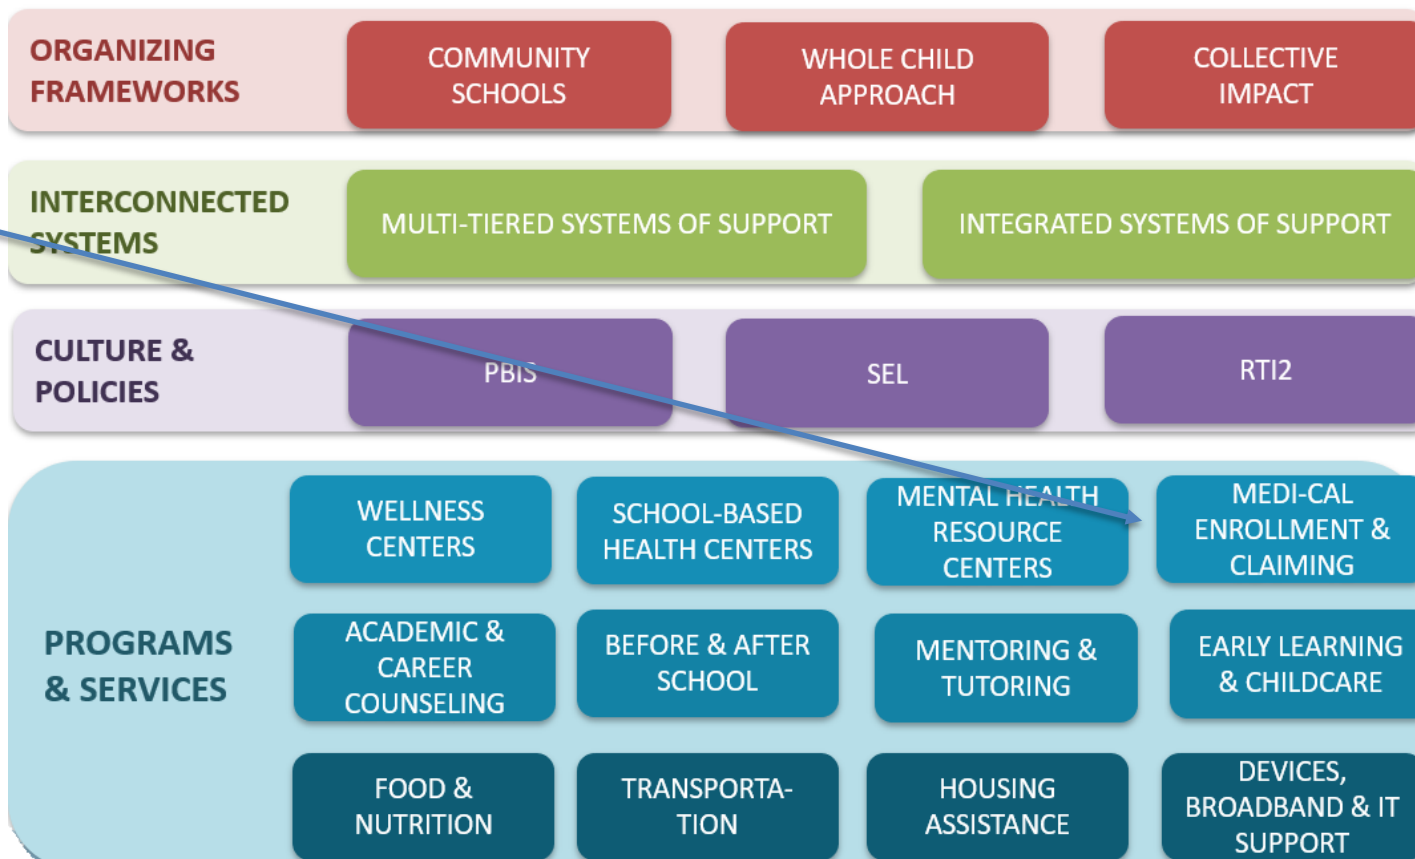 ORGANIZING
FRAMEWORKS
COMMUNITY
SCHOOLS
WHOLE CHILD
APPROACH
COLLECTIVE
IMPACT
INTERCONNECTED
SYSTEMS
MULTI-TIERED SYSTEMS OF SUPPORT
INTEGRATED SYSTEMS OF SUPPORT
CULTURE &
POLICIES
PBIS
SEL
RTI2
PROGRAMS
& SERVICES
WELLNESS
CENTERS
SCHOOL-BASED
HEALTH CENTERS
MENTAL HEALTH
RESOURCE
CENTERS
MEDI-CAL
ENROLLMENT &
CLAIMING
ACADEMIC &
CAREER
COUNSELING
BEFORE & AFTER
SCHOOL
MENTORING &
TUTORING
EARLY LEARNING
& CHILDCARE
FOOD &
NUTRITION
TRANSPORTA-
TION
HOUSING
ASSISTANCE
DEVICES,
BROADBAND & IT
SUPPORT